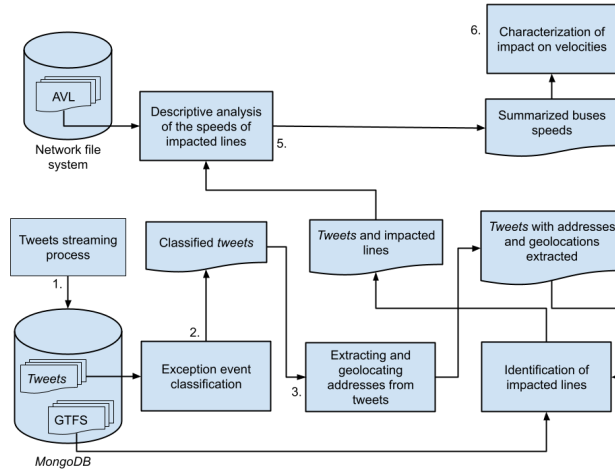 6.
Characterization of
impact on velocities
AVL
Network file
system
Descriptive analysis
of the speeds of
impacted lines
5.
Summarized buses
speeds
Tweets streaming
process
1.
Classified tweets
Tweets and impacted
lines
Tweets with addresses
and geolocations
extracted
2.
Tweets
GTFS
MongoDB
Exception event
classification
3.
Extracting and
geolocating
addresses from
tweets
Identification of
impacted lines